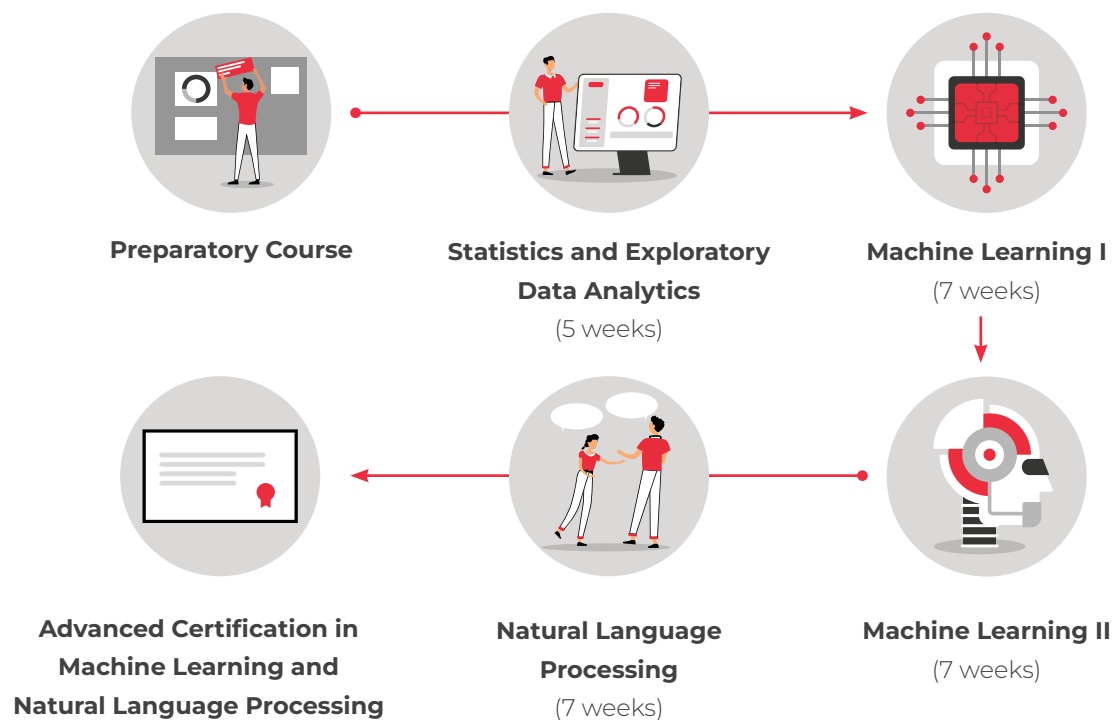 Preparatory Course
Statistics and Exploratory
Data Analytics
(5 weeks)
Machine Learning I
(7 weeks)
Advanced Certification in
Machine Learning and
Natural Language Processing
Natural Language
Processing
(7 weeks)
Machine Learning II
(7 weeks)